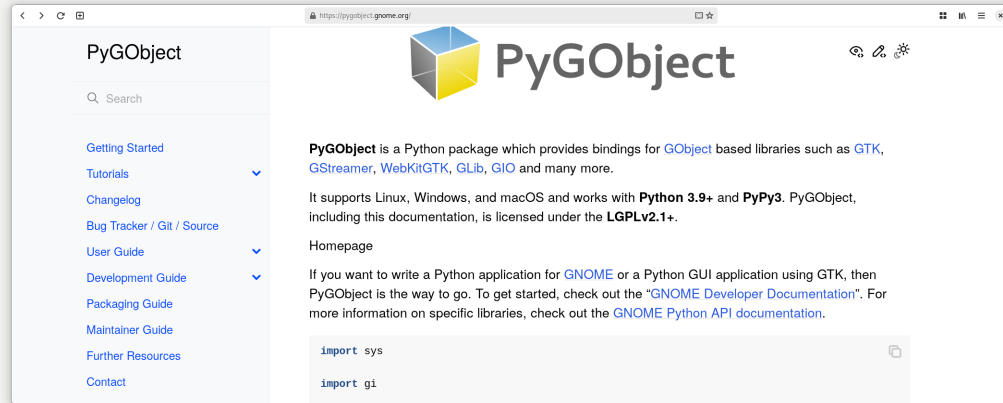 https://pygobject.gnome.org/
PyGObject
Search
Getting Started
Tutorials
Changelog
Bug Tracker / Git / Source
User Guide
Development Guide
Packaging Guide
Maintainer Guide
Further Resources
Contact
PyGObject
PyGObject is a Python package which provides bindings for GObject based libraries such as GTK,
GStreamer, WebKitGTK, GLib, GIO and many more.
It supports Linux, Windows, and macOS and works with Python 3.9+ and PyPy3. PyGObject,
including this documentation, is licensed under the LGPLv2.1+.
Homepage
If you want to write a Python application for GNOME or a Python GUI application using GTK, then
PyGObject is the way to go. To get started, check out the “GNOME Developer Documentation”. For
more information on specific libraries, check out the GNOME Python API documentation.
import sys
import gi